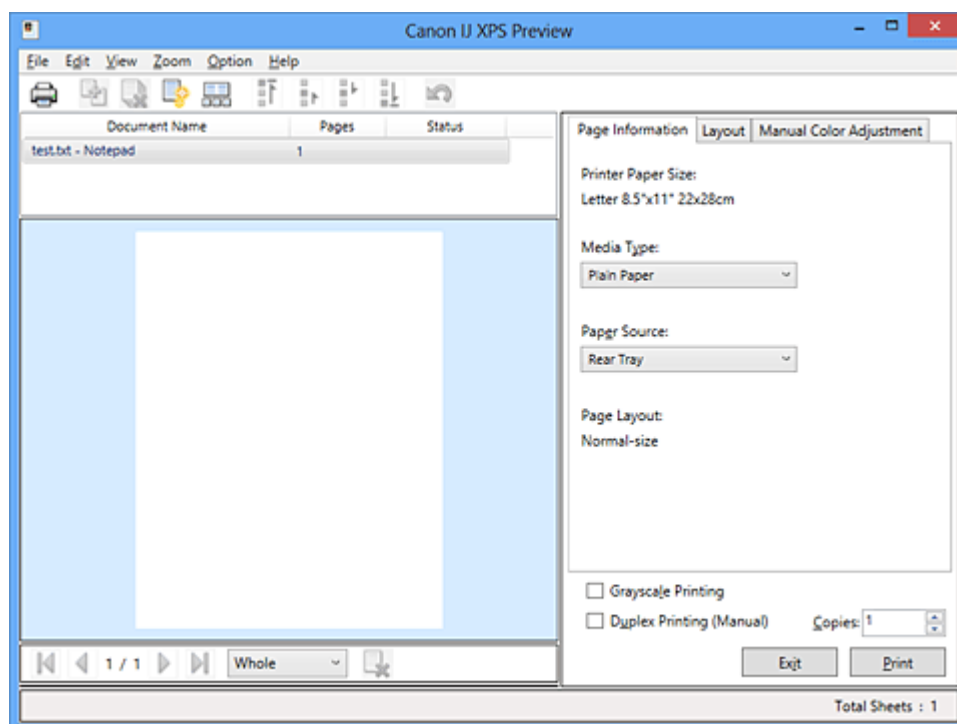 Canon IJ XPS Preview
File Edit View Zoom Option Help
Document Name Pages Status
test.txt - Notepad 1
Page Information Layout Manual Color Adjustment
Printer Paper Size:
Letter 8.5"x11" 22x28cm
Media Type:
Plain Paper
Paper Source:
Rear Tray
Page Layout:
Normal-size
Grayscale Printing
Duplex Printing (Manual) Copies: 1
1 / 1 Whole
Exit Print
Total Sheets : 1